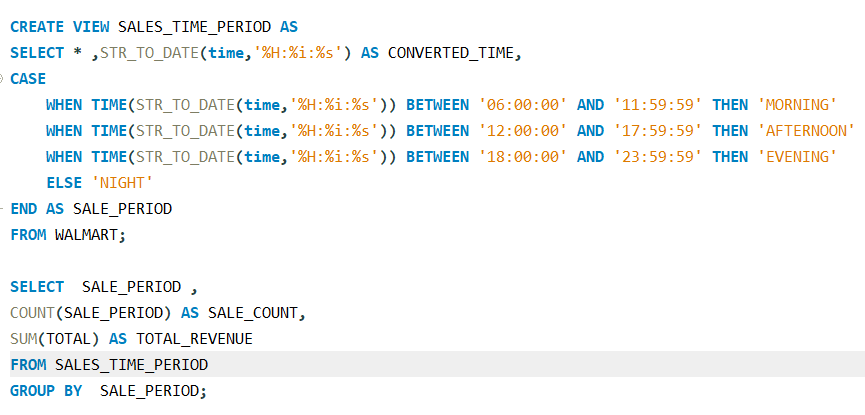 CREATE VIEW SALES_TIME_PERIOD AS
SELECT * ,STR_TO_DATE(time,'%H:%i:%s') AS CONVERTED_TIME,
CASE
    WHEN TIME(STR_TO_DATE(time,'%H:%i:%s')) BETWEEN '06:00:00' AND '11:59:59' THEN 'MORNING'
    WHEN TIME(STR_TO_DATE(time,'%H:%i:%s')) BETWEEN '12:00:00' AND '17:59:59' THEN 'AFTERNOON'
    WHEN TIME(STR_TO_DATE(time,'%H:%i:%s')) BETWEEN '18:00:00' AND '23:59:59' THEN 'EVENING'
    ELSE 'NIGHT'
END AS SALE_PERIOD
FROM WALMART;

SELECT  SALE_PERIOD ,
COUNT(SALE_PERIOD) AS SALE_COUNT,
SUM(TOTAL) AS TOTAL_REVENUE
FROM SALES_TIME_PERIOD
GROUP BY  SALE_PERIOD;